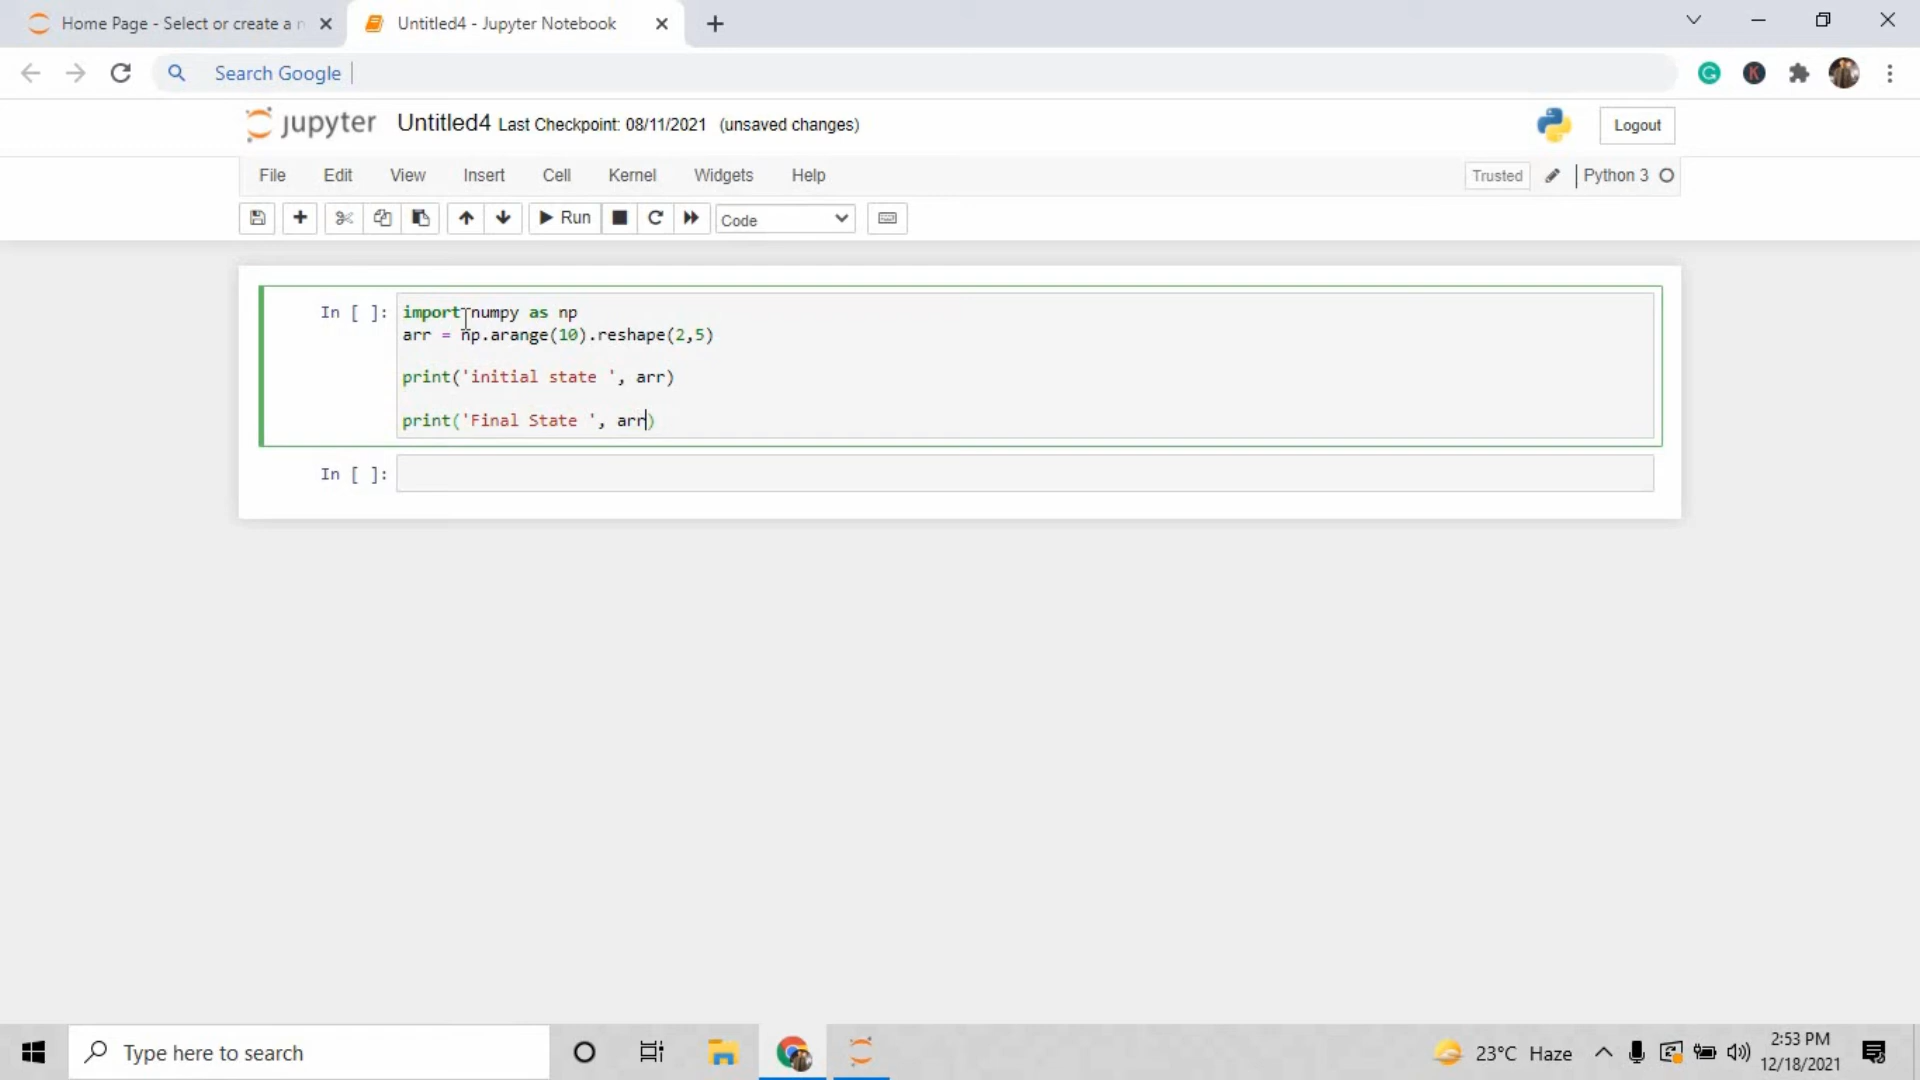 Home Page - Select or create a n
Untitled4 - Jupyter Notebook
Search Google
G
K
jupyter Untitled4 Last Checkpoint: 08/11/2021 (unsaved changes)
Logout
File Edit View Insert Cell Kernel Widgets Help
Trusted
Python 3
Run
Code
In [ ]:
import numpy as np
arr = np.arange(10).reshape(2,5)
print('initial state ', arr)
print('Final State ', arr)
In [ ]:
Type here to search
23°C Haze
2:53 PM
12/18/2021